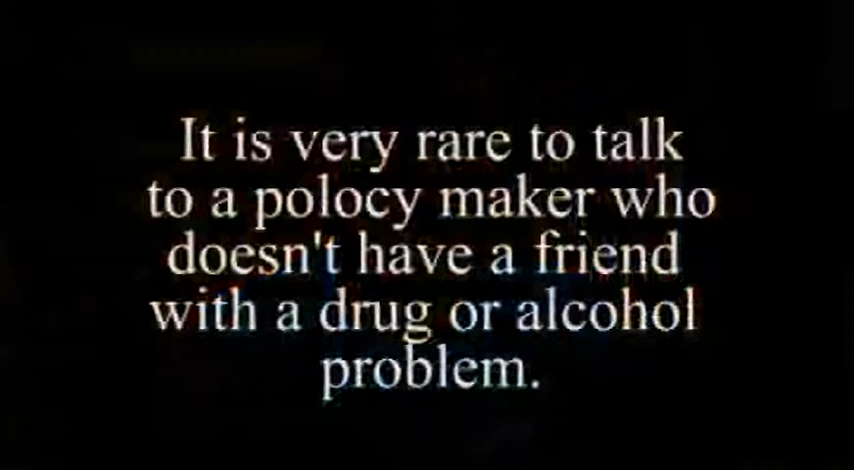 It is very rare to talk
to a polocy maker who
doesn't have a friend
with a drug or alcohol
problem.